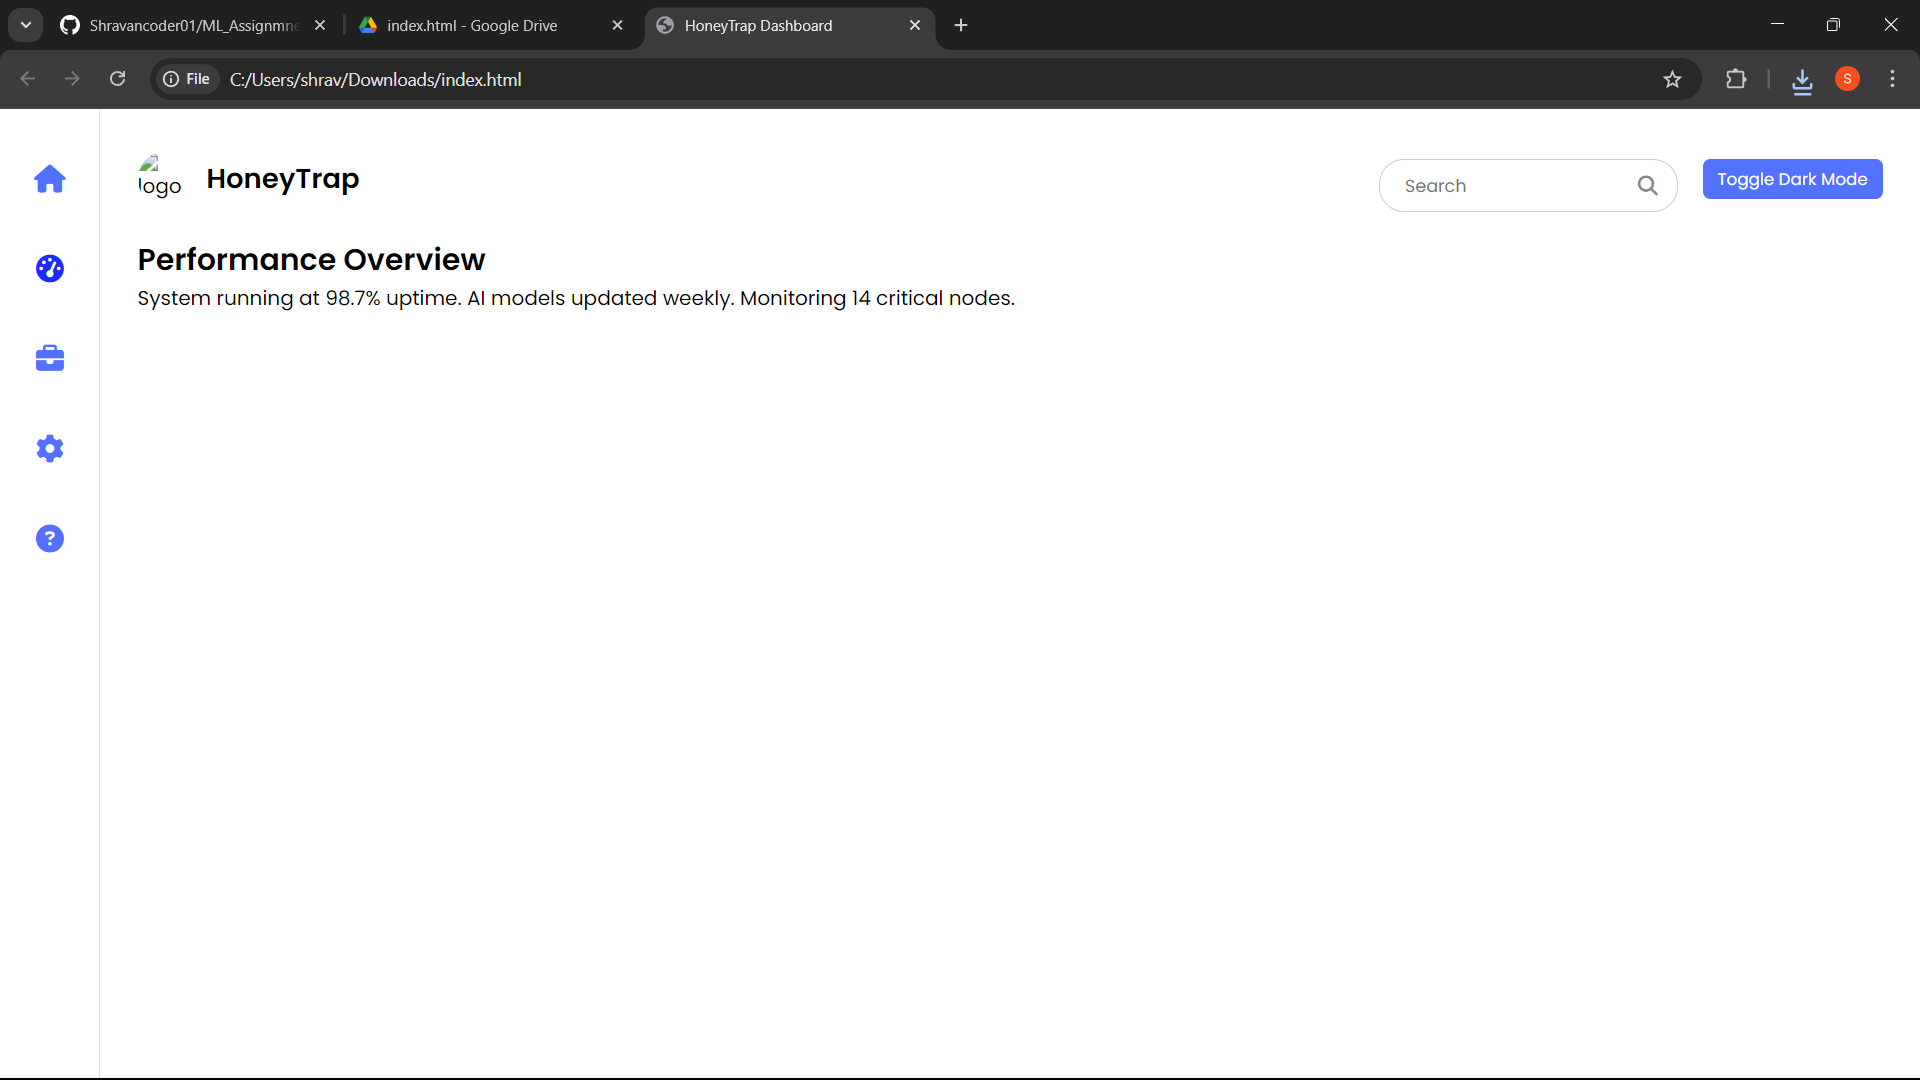 Shravancoder01/ML_Assignmne
index.html - Google Drive
HoneyTrap Dashboard
File
C:/Users/shrav/Downloads/index.html
S
logo
HoneyTrap
Search
Toggle Dark Mode
Performance Overview
System running at 98.7% uptime. AI models updated weekly. Monitoring 14 critical nodes.